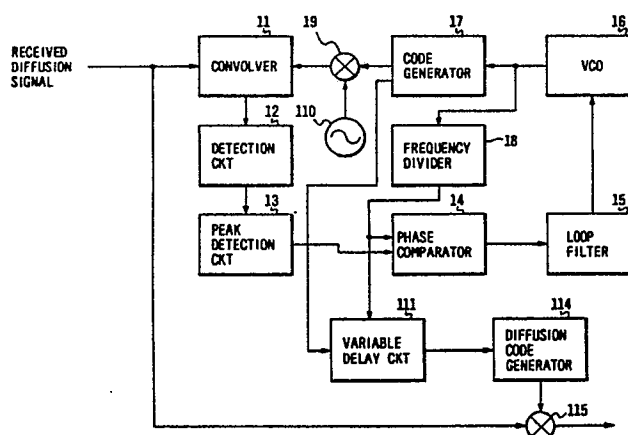 RECEIVED
DIFFUSION
SIGNAL
11
CONVOLVER
19
17
CODE
GENERATOR
16
VCO
110
12
DETECTION
CKT
FREQUENCY
DIVIDER
18
13
PEAK
DETECTION
CKT
14
PHASE
COMPARATOR
15
LOOP
FILTER
111
VARIABLE
DELAY CKT
114
DIFFUSION
CODE
GENERATOR
115